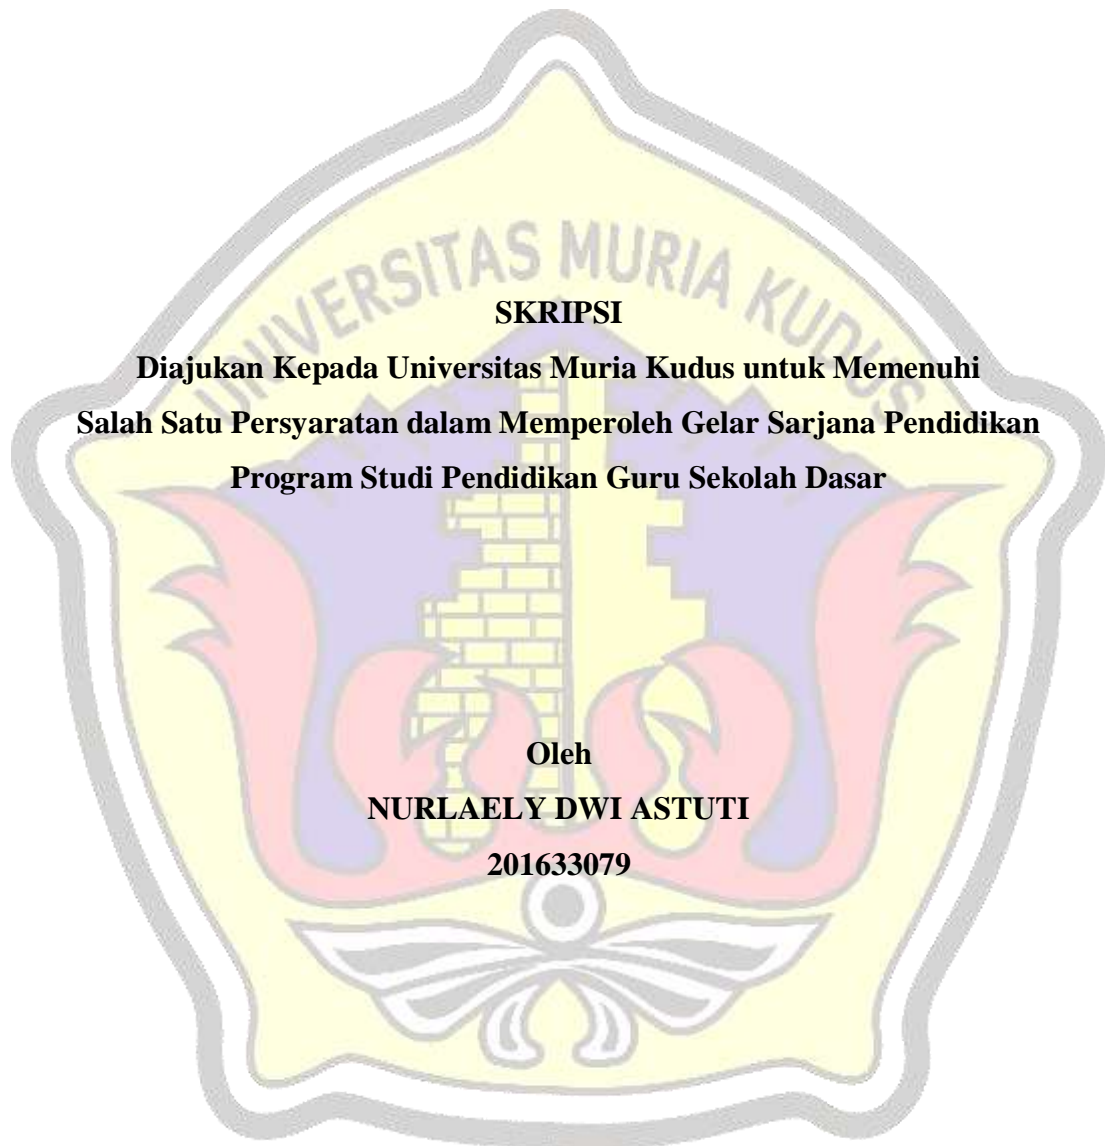 UNIVERSITAS MURIA KUDUS
SKRIPSI
Diajukan Kepada Universitas Muria Kudus untuk Memenuhi
Salah Satu Persyaratan dalam Memperoleh Gelar Sarjana Pendidikan
Program Studi Pendidikan Guru Sekolah Dasar
Oleh
NURLAELY DWI ASTUTI
201633079